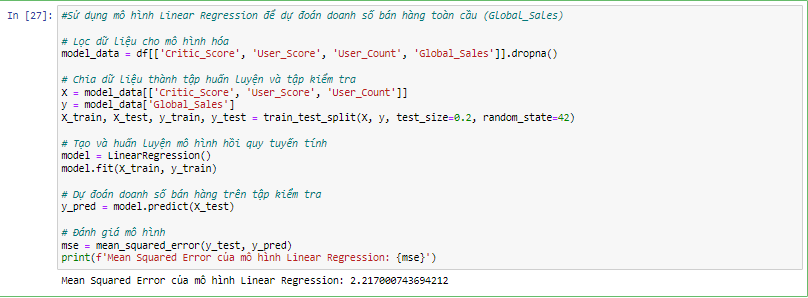 In [27]: #Sử dụng mô hình Linear Regression để dự đoán doanh số bán hàng toàn cầu (Global_Sales)
# Lọc dữ liệu cho mô hình hóa
model_data = df[['Critic_Score', 'User_Score', 'User_Count', 'Global_Sales']].dropna()
# Chia dữ liệu thành tập huấn luyện và tập kiểm tra
X = model_data[['Critic_Score', 'User_Score', 'User_Count']]
y = model_data['Global_Sales']
X_train, X_test, y_train, y_test = train_test_split(X, y, test_size=0.2, random_state=42)
# Tạo và huấn luyện mô hình hồi quy tuyến tính
model = LinearRegression()
model.fit(X_train, y_train)
# Dự đoán doanh số bán hàng trên tập kiểm tra
y_pred = model.predict(X_test)
# Đánh giá mô hình
mse = mean_squared_error(y_test, y_pred)
print(f'Mean Squared Error của mô hình Linear Regression: {mse}')
Mean Squared Error của mô hình Linear Regression: 2.217000743694212